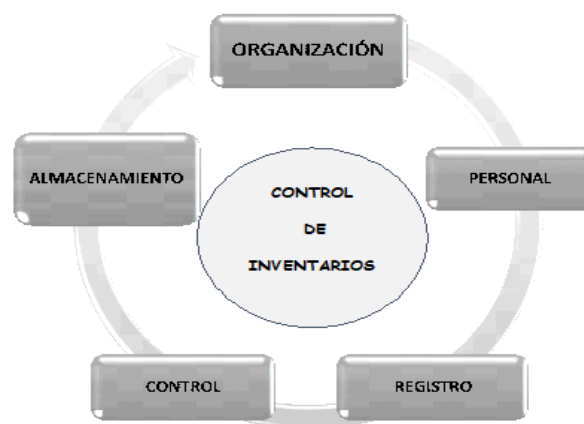 ORGANIZACIÓN
ALMACENAMIENTO
PERSONAL
CONTROL
DE
INVENTARIOS
CONTROL
REGISTRO